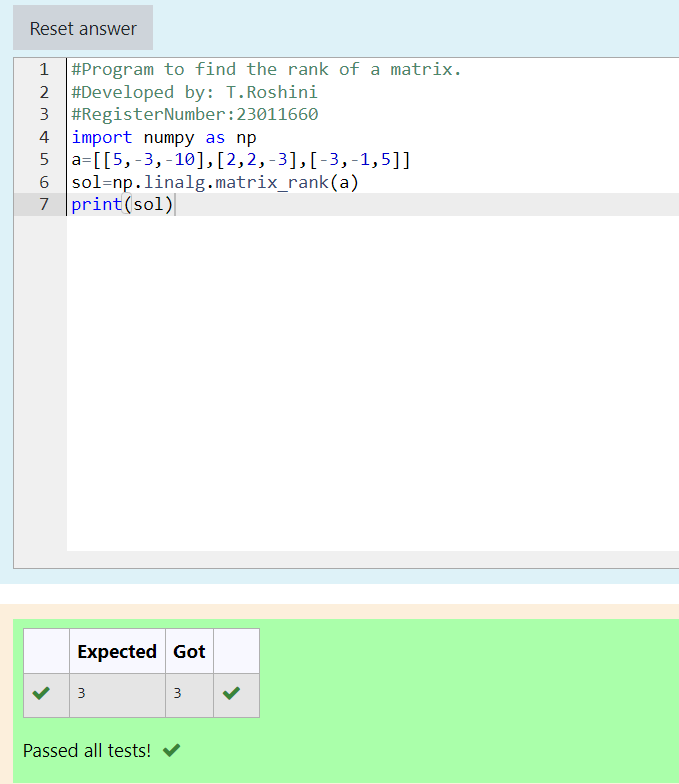 Reset answer
1 #Program to find the rank of a matrix.
2 #Developed by: T.Roshini
3 #RegisterNumber:23011660
4 import numpy as np
5 a=[[5,-3,-10],[2,2,-3],[-3,-1,5]]
6 sol=np.linalg.matrix_rank(a)
7 print(sol)
Expected Got
3 3
Passed all tests!